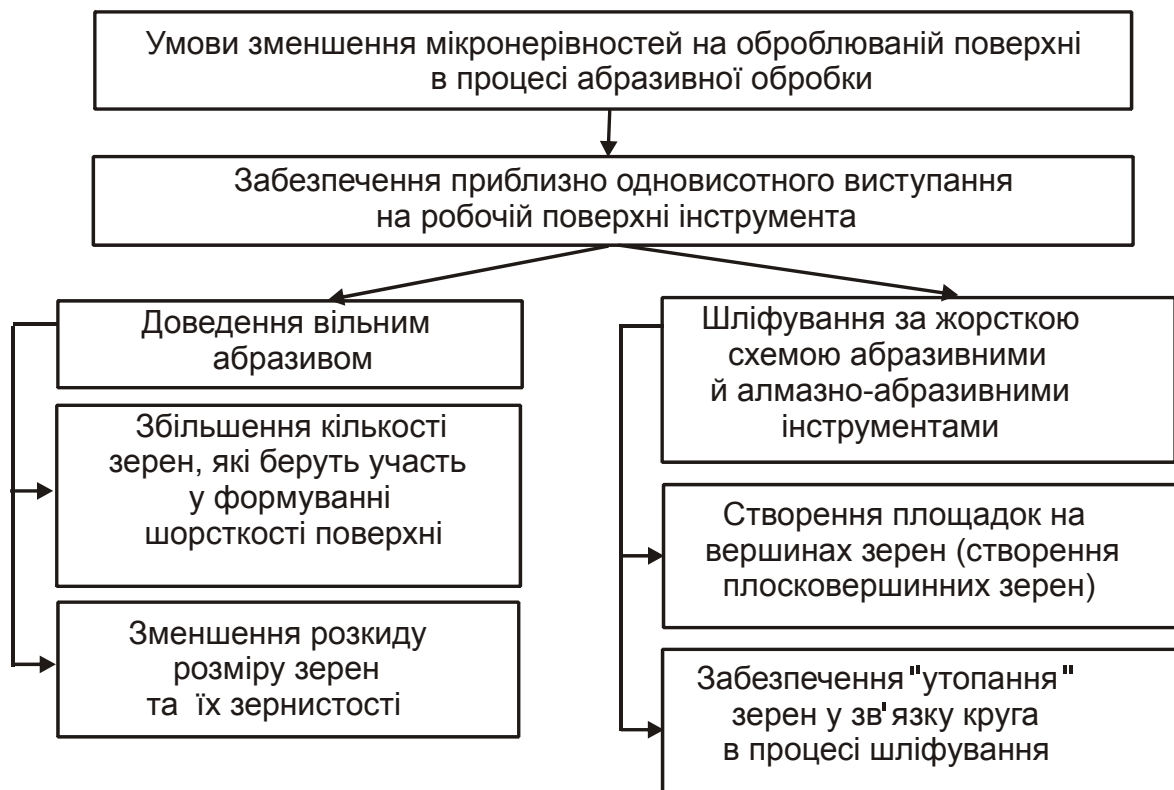 Умови зменшення мікронерівностей на оброблюваній поверхні
в процесі абразивної обробки
Забезпечення приблизно одновисотного виступання
на робочій поверхні інструмента
Доведення вільним
абразивом
Збільшення кількості
зерен, які беруть участь
у формуванні
шорсткості поверхні
Зменшення розкиду
розміру зерен
та їх зернистості
Шліфування за жорсткою
схемою абразивними
й алмазно-абразивними
інструментами
Створення площадок на
вершинах зерен (створення
плосковершинних зерен)
Забезпечення "утопання"
зерен у зв'язку круга
в процесі шліфування